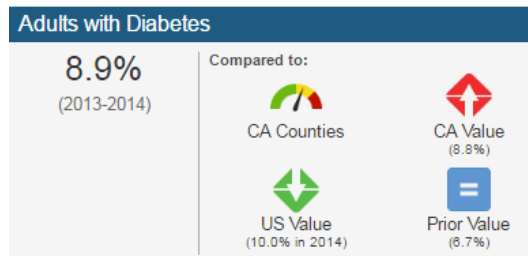 Adults with Diabetes
8.9%
(2013-2014)
Compared to:
CA Counties
CA Value
(8.8%)
US Value
(10.0% in 2014)
Prior Value
(6.7%)